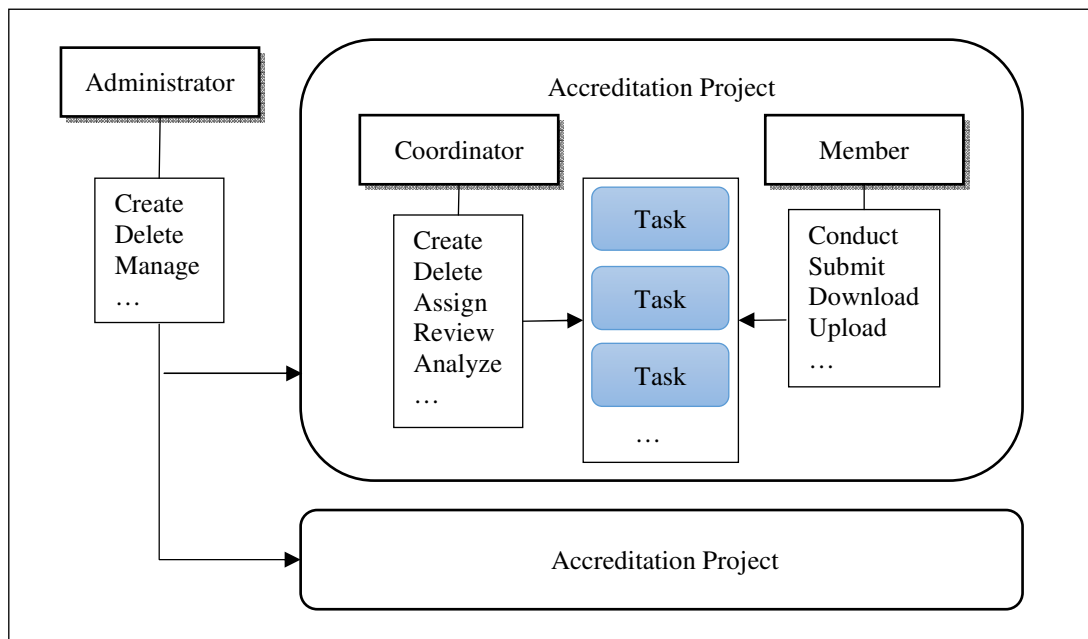 Administrator
Create
Delete
Manage
…
Accreditation Project
Coordinator
Create
Delete
Assign
Review
Analyze
…
Task
Task
Task
…
Member
Conduct
Submit
Download
Upload
…
Accreditation Project